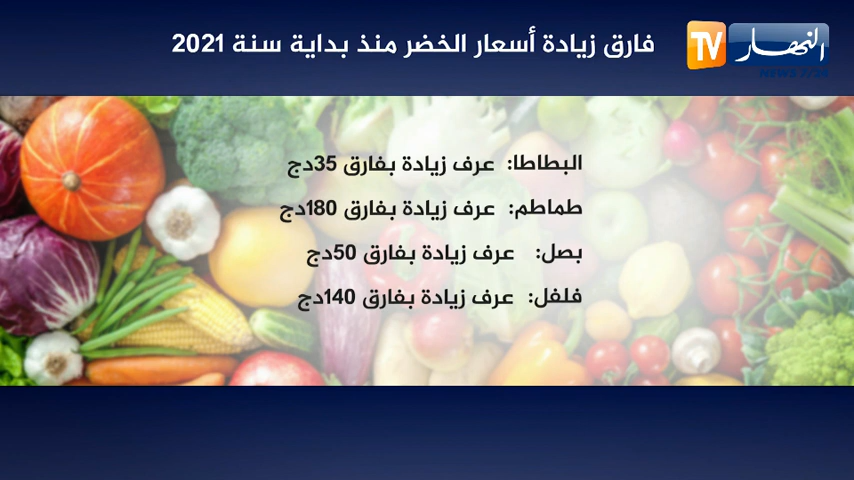 فارق زيادة أسعار الخضر منذ بداية سنة 2021
النهار TV
NEWS 7/24
البطاطا: عرف زيادة بفارق 35دج
طماطم: عرف زيادة بفارق 180دج
بصل: عرف زيادة بفارق 50دج
فلفل: عرف زيادة بفارق 140دج